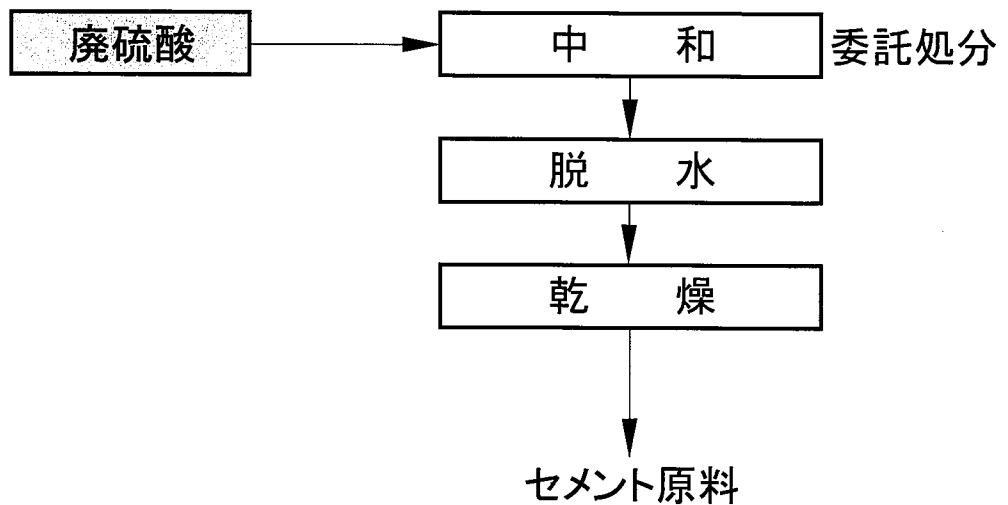 廃硫酸
中　　和
委託処分
脱　　水
乾　　燥
セメント原料